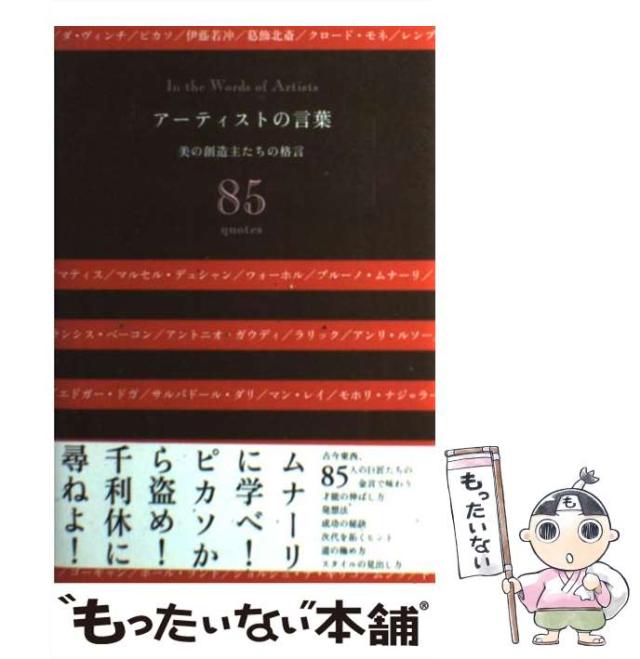 ダ・ヴィンチ／ピカソ／伊藤若冲／葛飾北斎／クロード・モネ／レンブ
In the Words of Artists
アーティストの言葉
美の創造主たちの格言
85
quotes
マティス／マルセル・デュシャン／ウォーホル／ブルーノ・ムナーリ／
ランシス・ベーコン／アントニオ・ガウディ／ラリック／アンリ・ルソー
エドガー・ドガ／サルバドール・ダリ／マン・レイ／モホリ・ナジ＝ラー
ムナーリ
に学べ！
ピカソか
ら盗め！
千利休に
尋ねよ！
古今東西、
85人の巨匠たちの
金言で味わう
才能の伸ばし方
発想法
成功の秘訣
次代を拓くヒント
道の極め方
スタイルの見出し方
ゴーギャン／ポール・
“もったいない”本舗®
もったいない
も